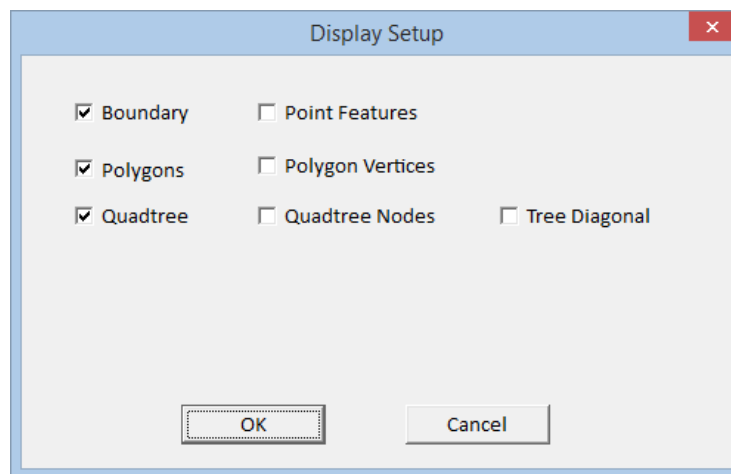 Display Setup
Boundary Point Features
Polygons Polygon Vertices
Quadtree Quadtree Nodes Tree Diagonal
OK Cancel